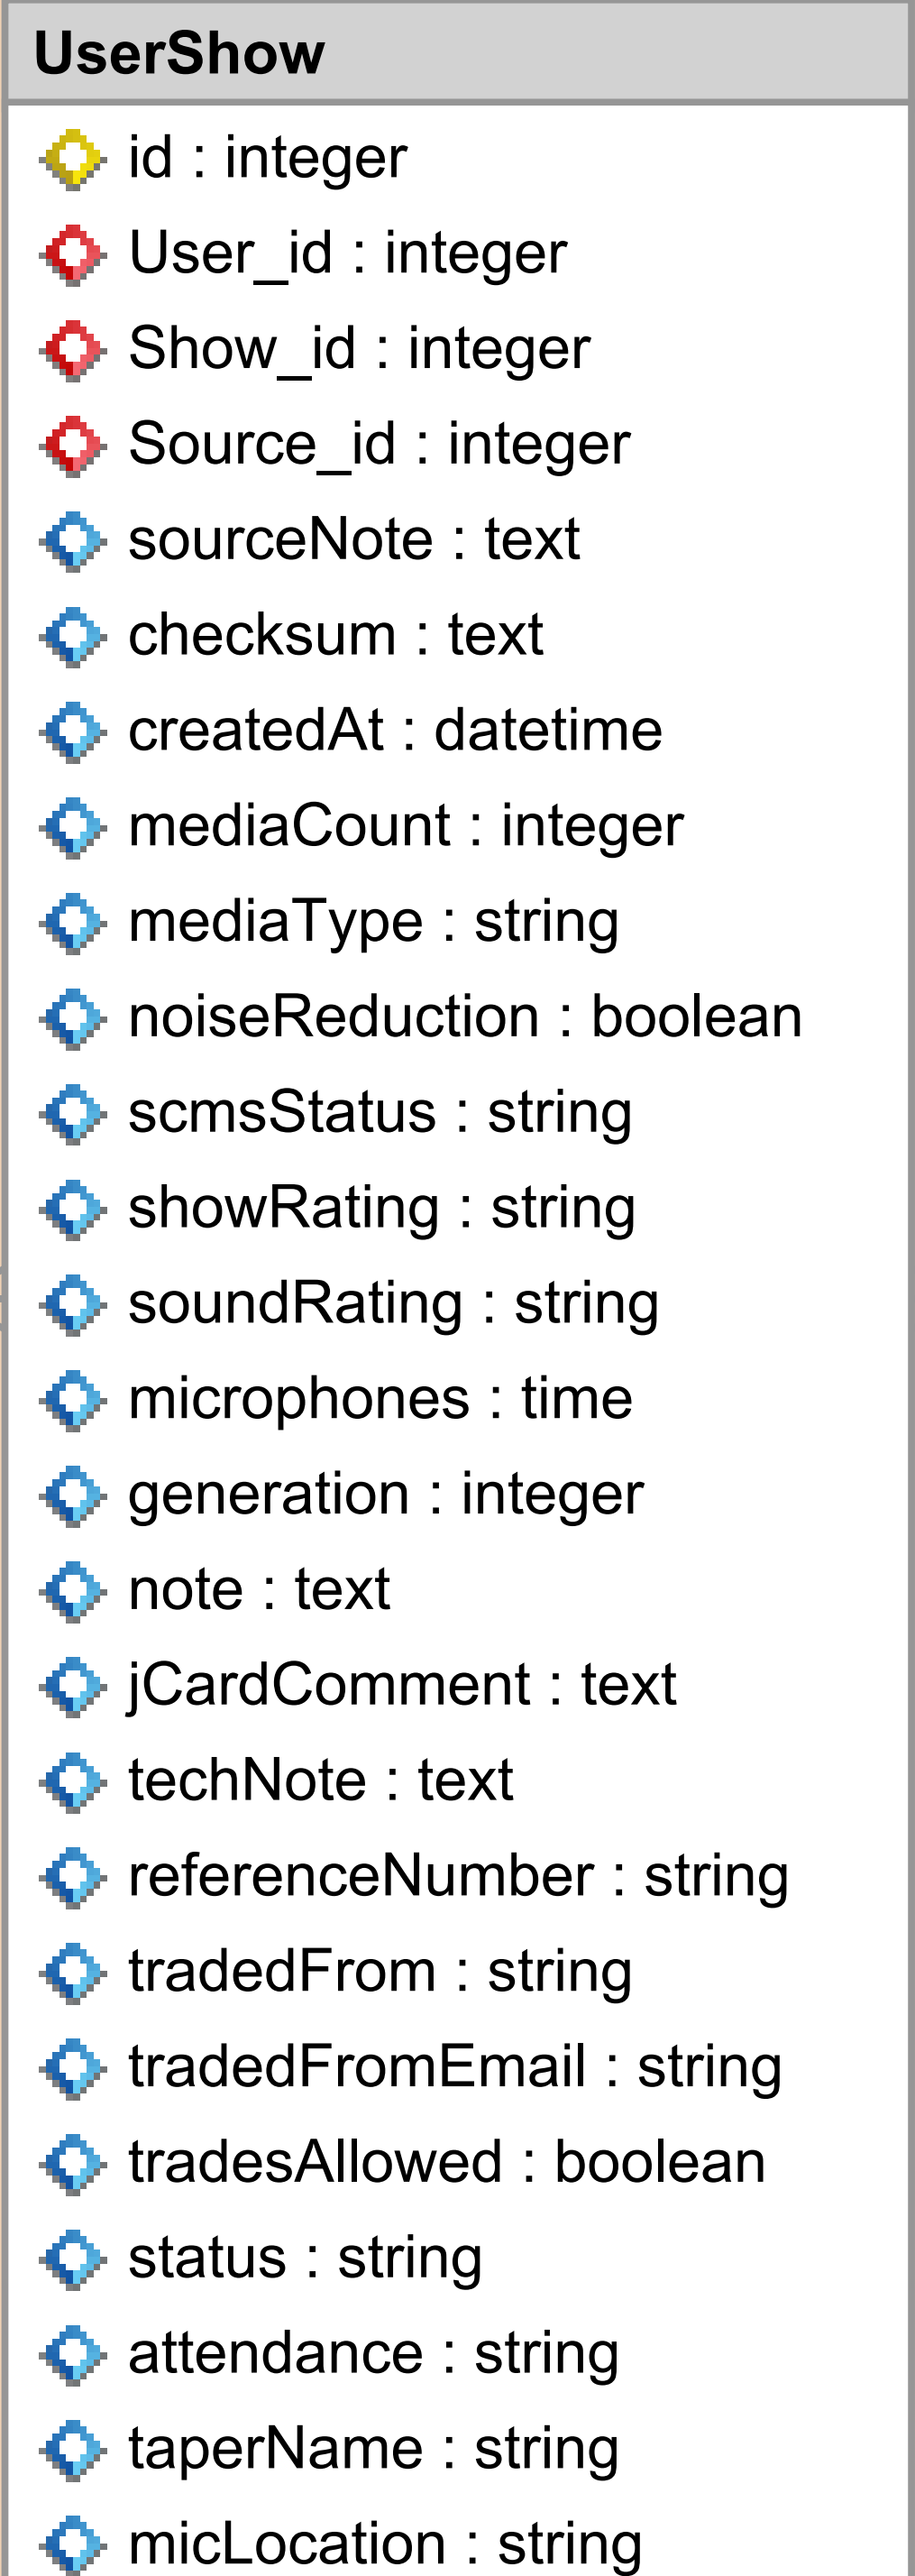 UserShow
id : integer
User_id : integer
Show_id : integer
Source_id : integer
sourceNote : text
checksum : text
createdAt : datetime
mediaCount : integer
mediaType : string
noiseReduction : boolean
scmsStatus : string
showRating : string
soundRating : string
microphones : time
generation : integer
note : text
jCardComment : text
techNote : text
referenceNumber : string
tradedFrom : string
tradedFromEmail : string
tradesAllowed : boolean
status : string
attendance : string
taperName : string
micLocation : string